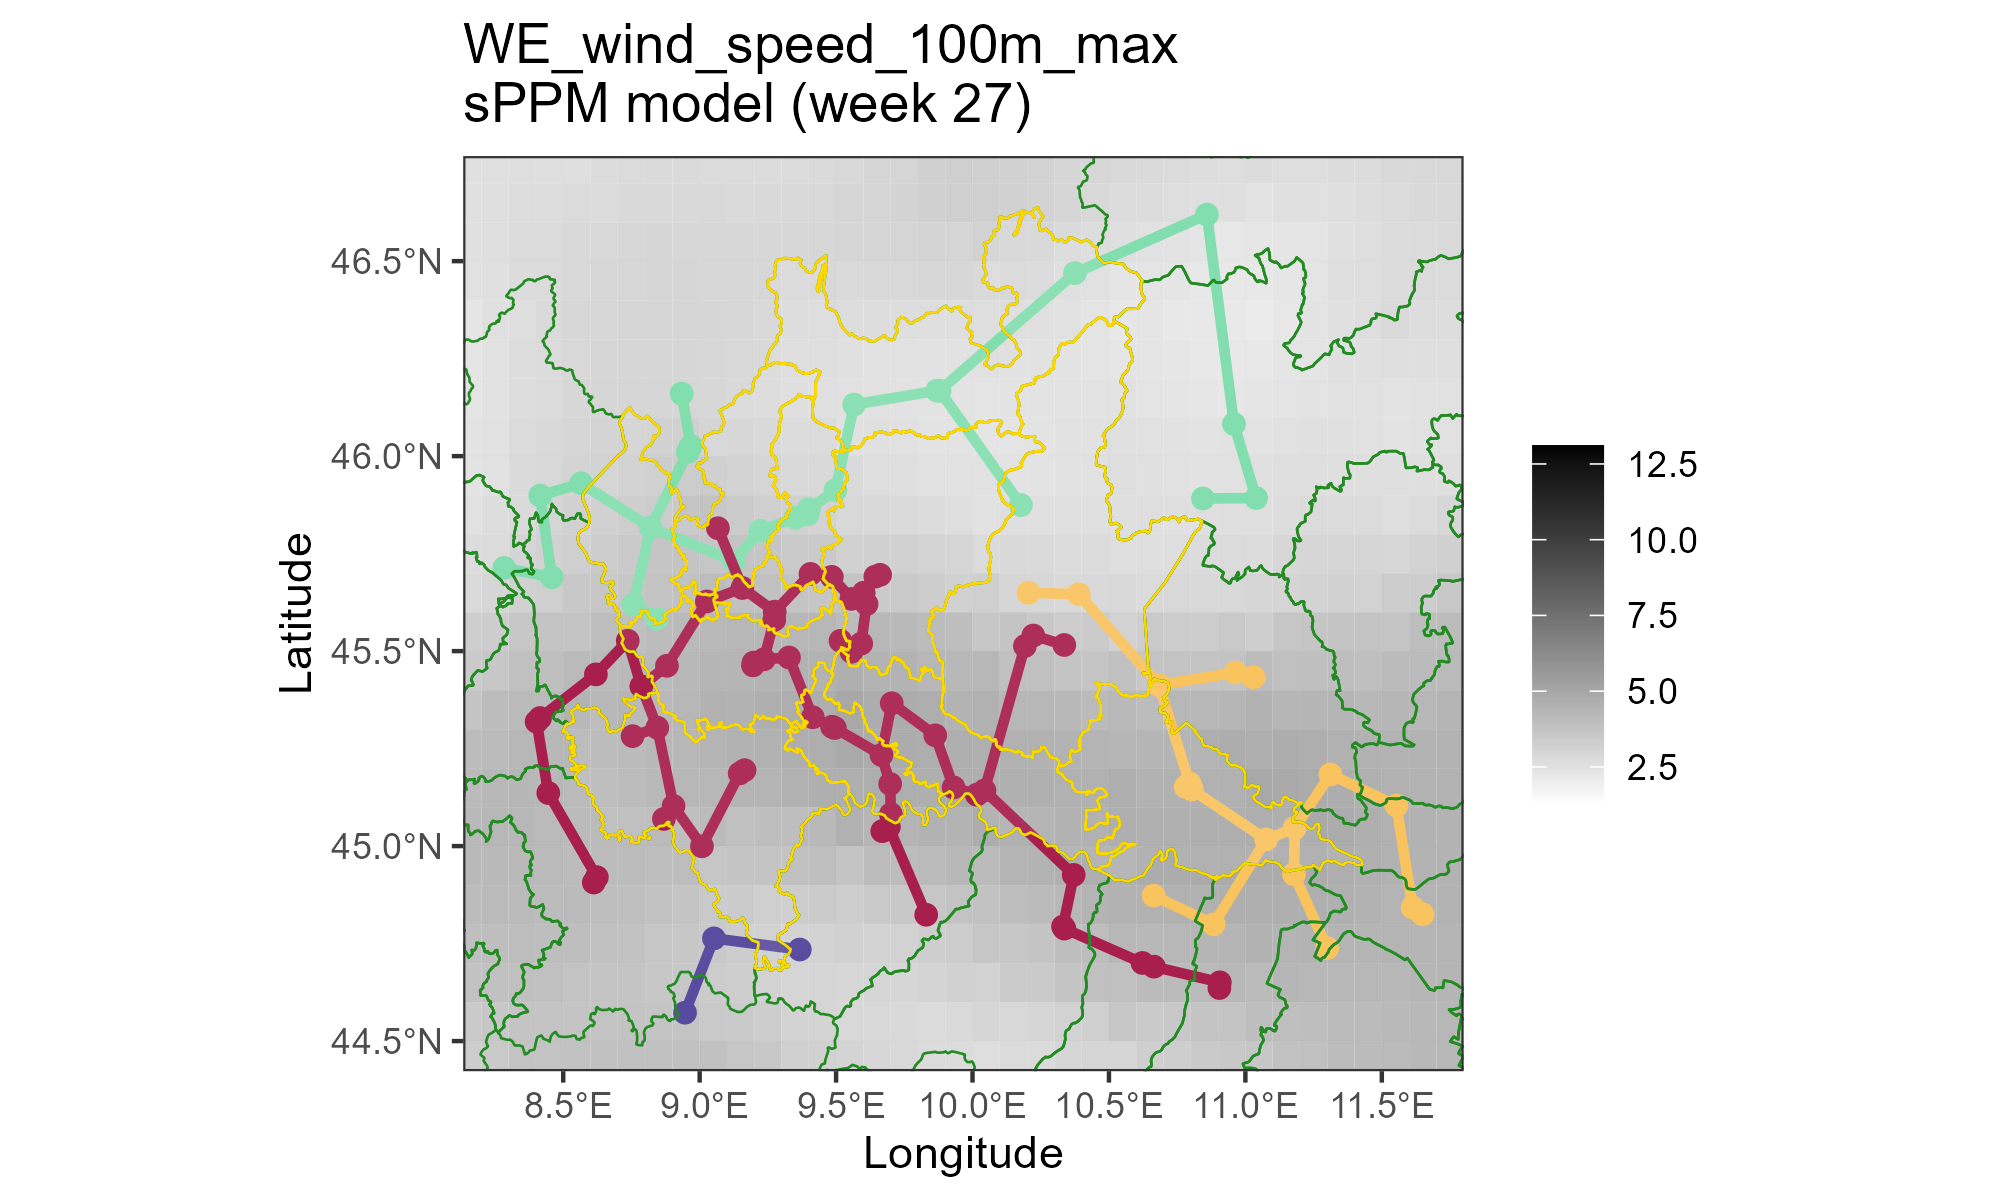 WE_wind_speed_100m_max
sPPM model (week 27)
46.5°N
46.0°N
45.5°N
45.0°N
44.5°N
Latitude
8.5°E
9.0°E
9.5°E
10.0°E
10.5°E
11.0°E
11.5°E
Longitude
12.5
10.0
7.5
5.0
2.5